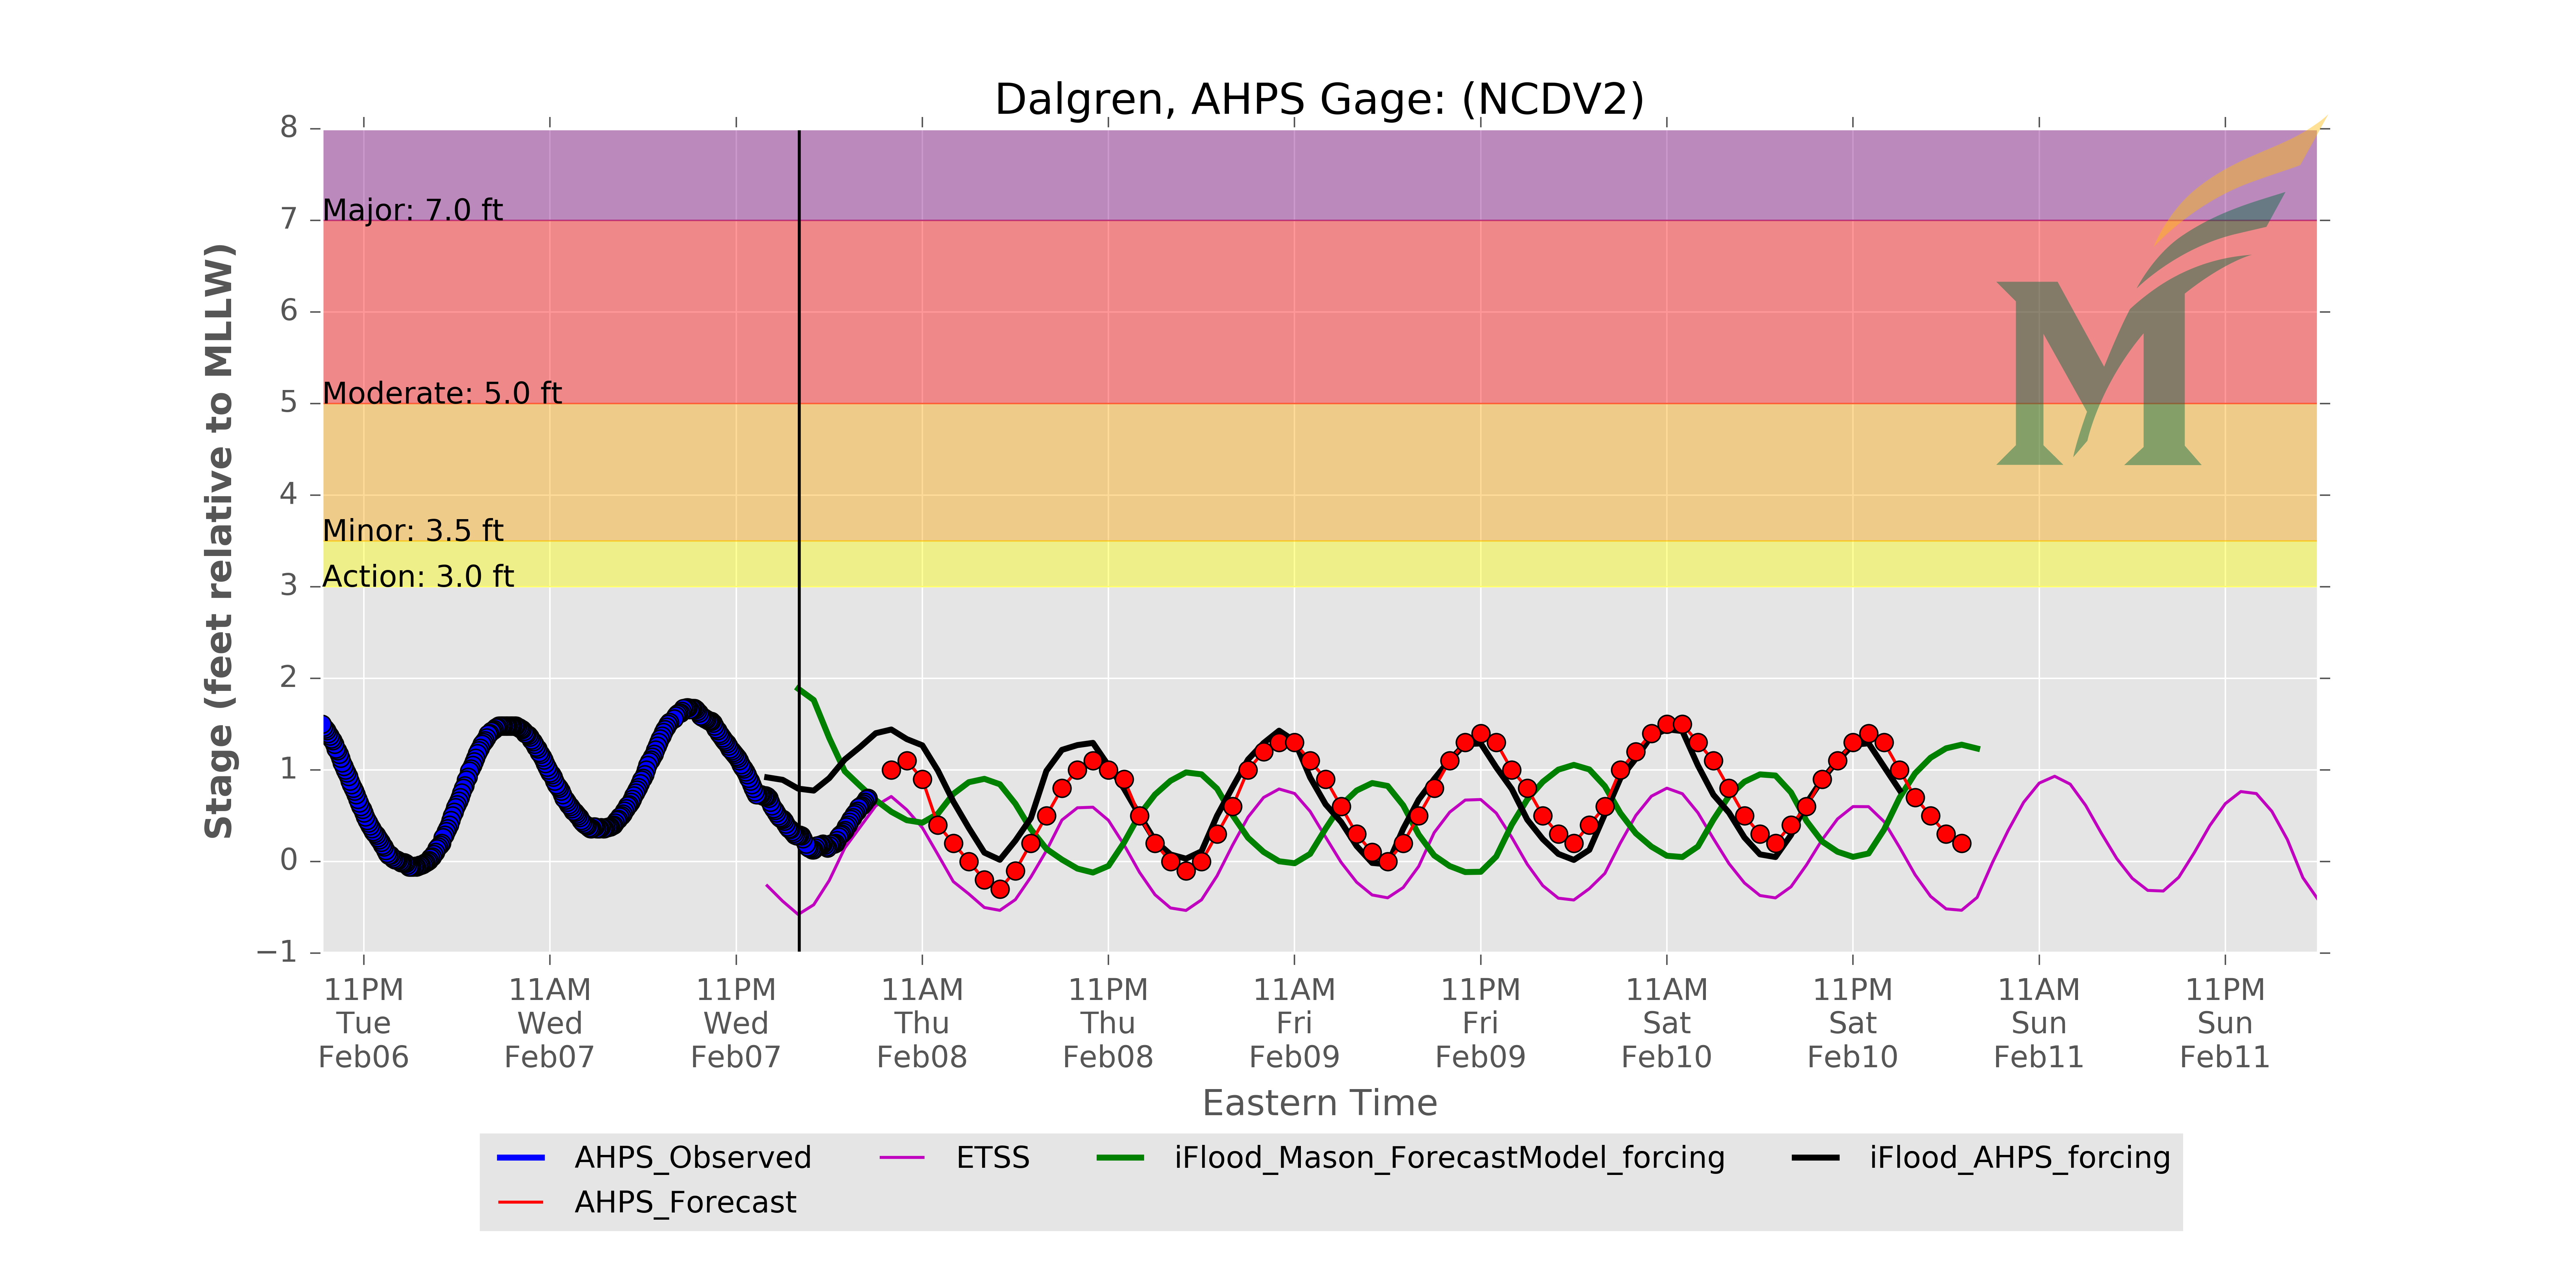 Dalgren, AHPS Gage: (NCDV2)
8
7
6
5
4
3
2
1
0
−1
Stage (feet relative to MLLW)
Major: 7.0 ft
Moderate: 5.0 ft
Minor: 3.5 ft
Action: 3.0 ft
M
11PM 11AM 11PM 11AM 11PM 11AM 11PM 11AM 11PM 11AM 11PM
Tue Wed Wed Thu Thu Fri Fri Sat Sat Sun Sun
Feb06 Feb07 Feb07 Feb08 Feb08 Feb09 Feb09 Feb10 Feb10 Feb11 Feb11
Eastern Time
AHPS_Observed ETSS iFlood_Mason_ForecastModel_forcing iFlood_AHPS_forcing
AHPS_Forecast